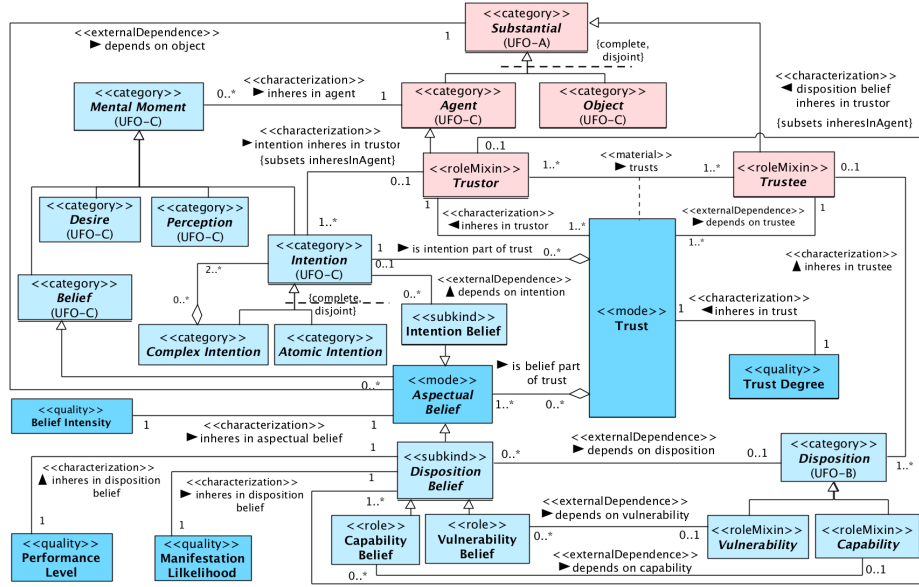 <<category>>
Substantial
(UFO-A)
1
<<externalDependence>>
► depends on object
{complete,
disjoint}
<<category>>
Mental Moment
(UFO-C)
0..*
<<characterization>>
► inheres in agent
1
<<category>>
Agent
(UFO-C)
<<category>>
Object
(UFO-C)
<<characterization>>
◄ disposition belief
inheres in trustor
{subsets inheresInAgent}
<<characterization>>
► intention inheres in trustor
{subsets inheresInAgent}
0..1
0..1
<<roleMixin>>
Trustor
1..*
<<material>>
► trusts
1..*
<<roleMixin>>
Trustee
0..1
<<category>>
Desire
(UFO-C)
<<category>>
Perception
(UFO-C)
1..*
1
<<characterization>>
◄ inheres in trustor
1..*
<<externalDependence>>
► depends on trustee
1
1..*
<<category>>
Intention
(UFO-C)
1
► is intention part of trust
0..*
0..1
<<characterization>>
▲ inheres in trustee
2..*
0..*
<<category>>
Belief
(UFO-C)
{complete,
disjoint}
0..*
<<externalDependence>>
▲ depends on intention
<<subkind>>
Intention Belief
<<mode>>
Trust
1
<<characterization>>
◄ inheres in trust
1
<<category>>
Complex Intention
<<category>>
Atomic Intention
<<quality>>
Trust Degree
0..*
<<mode>>
Aspectual
Belief
► is belief part
of trust
1..*
0..*
<<quality>>
Belief Intensity
1
1
<<characterization>>
► inheres in aspectual belief
<<characterization>>
▲ inheres in disposition
belief
1
1
<<characterization>>
► inheres in disposition
belief
1
1
1
<<subkind>>
Disposition
Belief
0..*
<<externalDependence>>
► depends on disposition
0..1
<<category>>
Disposition
(UFO-B)
1..*
1..*
<<quality>>
Performance
Level
<<quality>>
Manifestation
Lilkelihood
<<role>>
Capability
Belief
<<role>>
Vulnerability
Belief
<<externalDependence>>
► depends on vulnerability
0..*
0..1
<<roleMixin>>
Vulnerability
<<roleMixin>>
Capability
<<externalDependence>>
► depends on capability
0..*
0..1